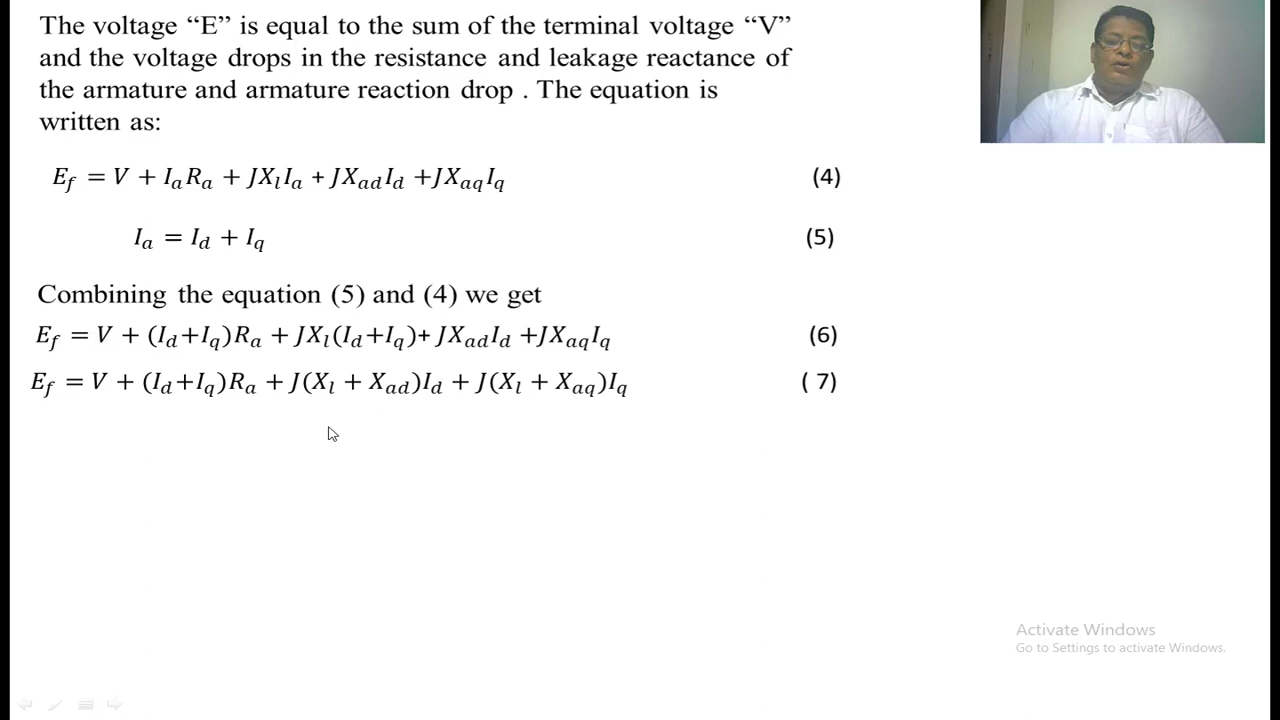 The voltage “E” is equal to the sum of the terminal voltage “V”
and the voltage drops in the resistance and leakage reactance of
the armature and armature reaction drop . The equation is
written as:
E_f = V + I_a R_a + JX_l I_a + JX_ad I_d +JX_aq I_q (4)
I_a = I_d + I_q (5)
Combining the equation (5) and (4) we get
E_f = V + (I_d+I_q)R_a + JX_l(I_d+I_q)+ JX_ad I_d +JX_aq I_q (6)
E_f = V + (I_d+I_q)R_a + J(X_l + X_ad)I_d + J(X_l + X_aq)I_q ( 7)
Activate Windows
Go to Settings to activate Windows.